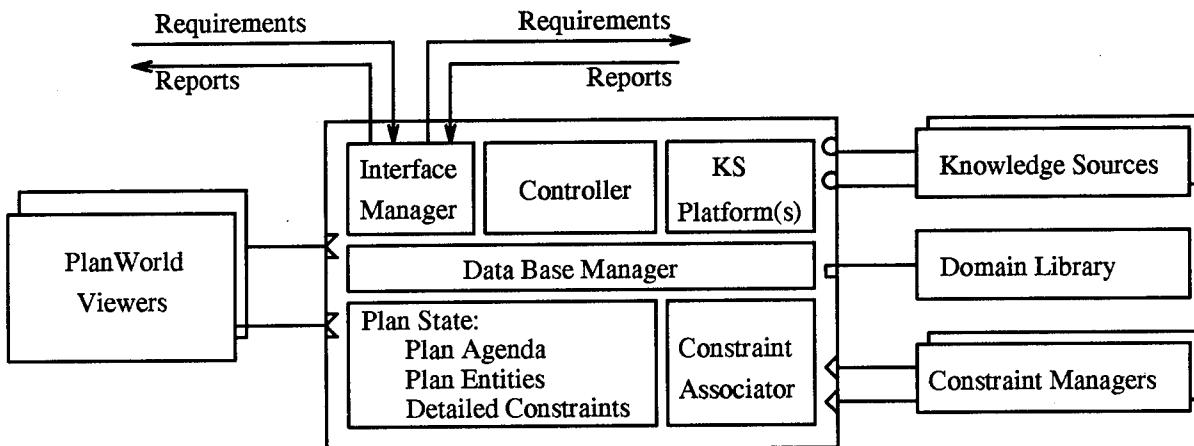 Requirements
Requirements
Reports
Reports
Interface
Manager
Controller
KS
Platform(s)
Knowledge Sources
PlanWorld
Viewers
Data Base Manager
Domain Library
Plan State:
Plan Agenda
Plan Entities
Detailed Constraints
Constraint
Associator
Constraint Managers